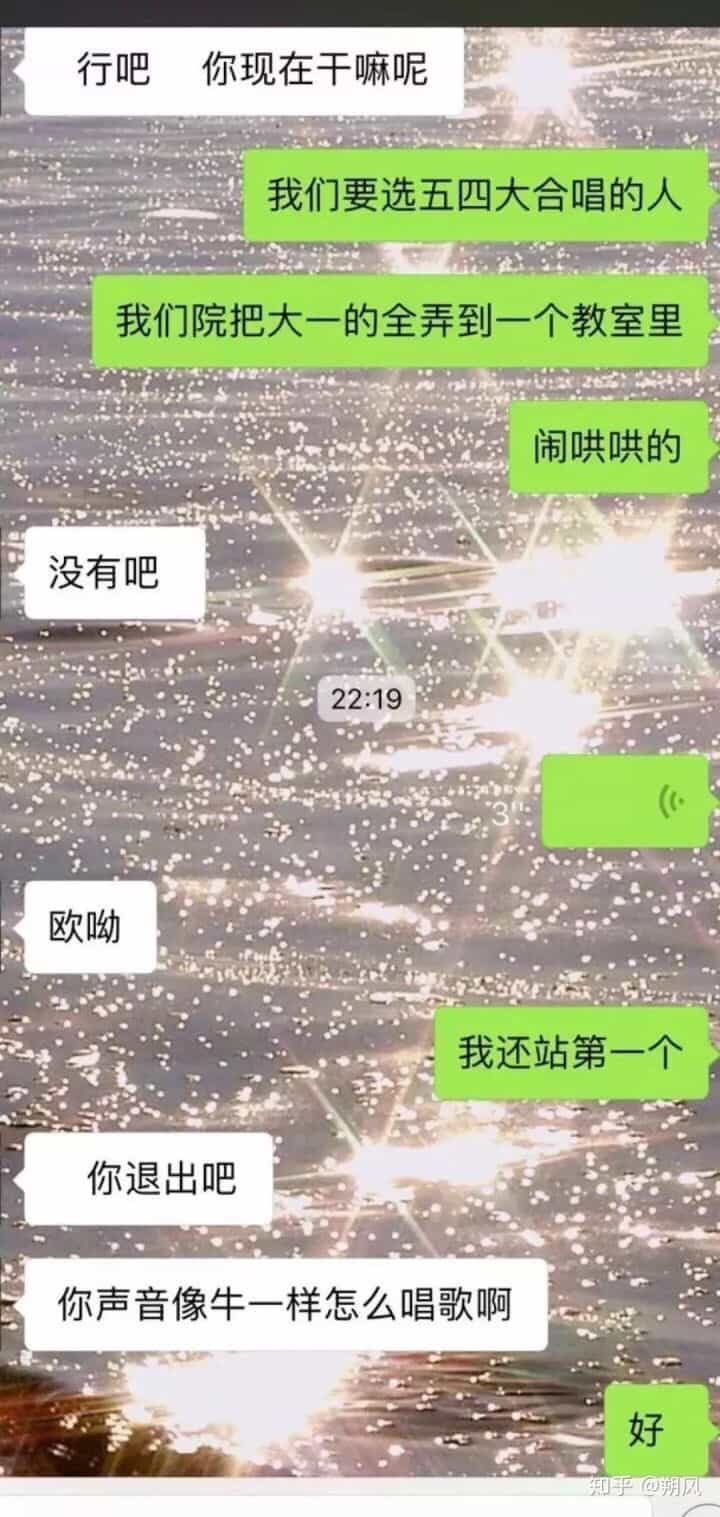 行吧 你现在干嘛呢
我们要选五四大合唱的人
我们院把大一的全弄到一个教室里
闹哄哄的
没有吧
22:19
3"
欧呦
我还站第一个
你退出吧
你声音像牛一样怎么唱歌啊
好
知乎 @朔风